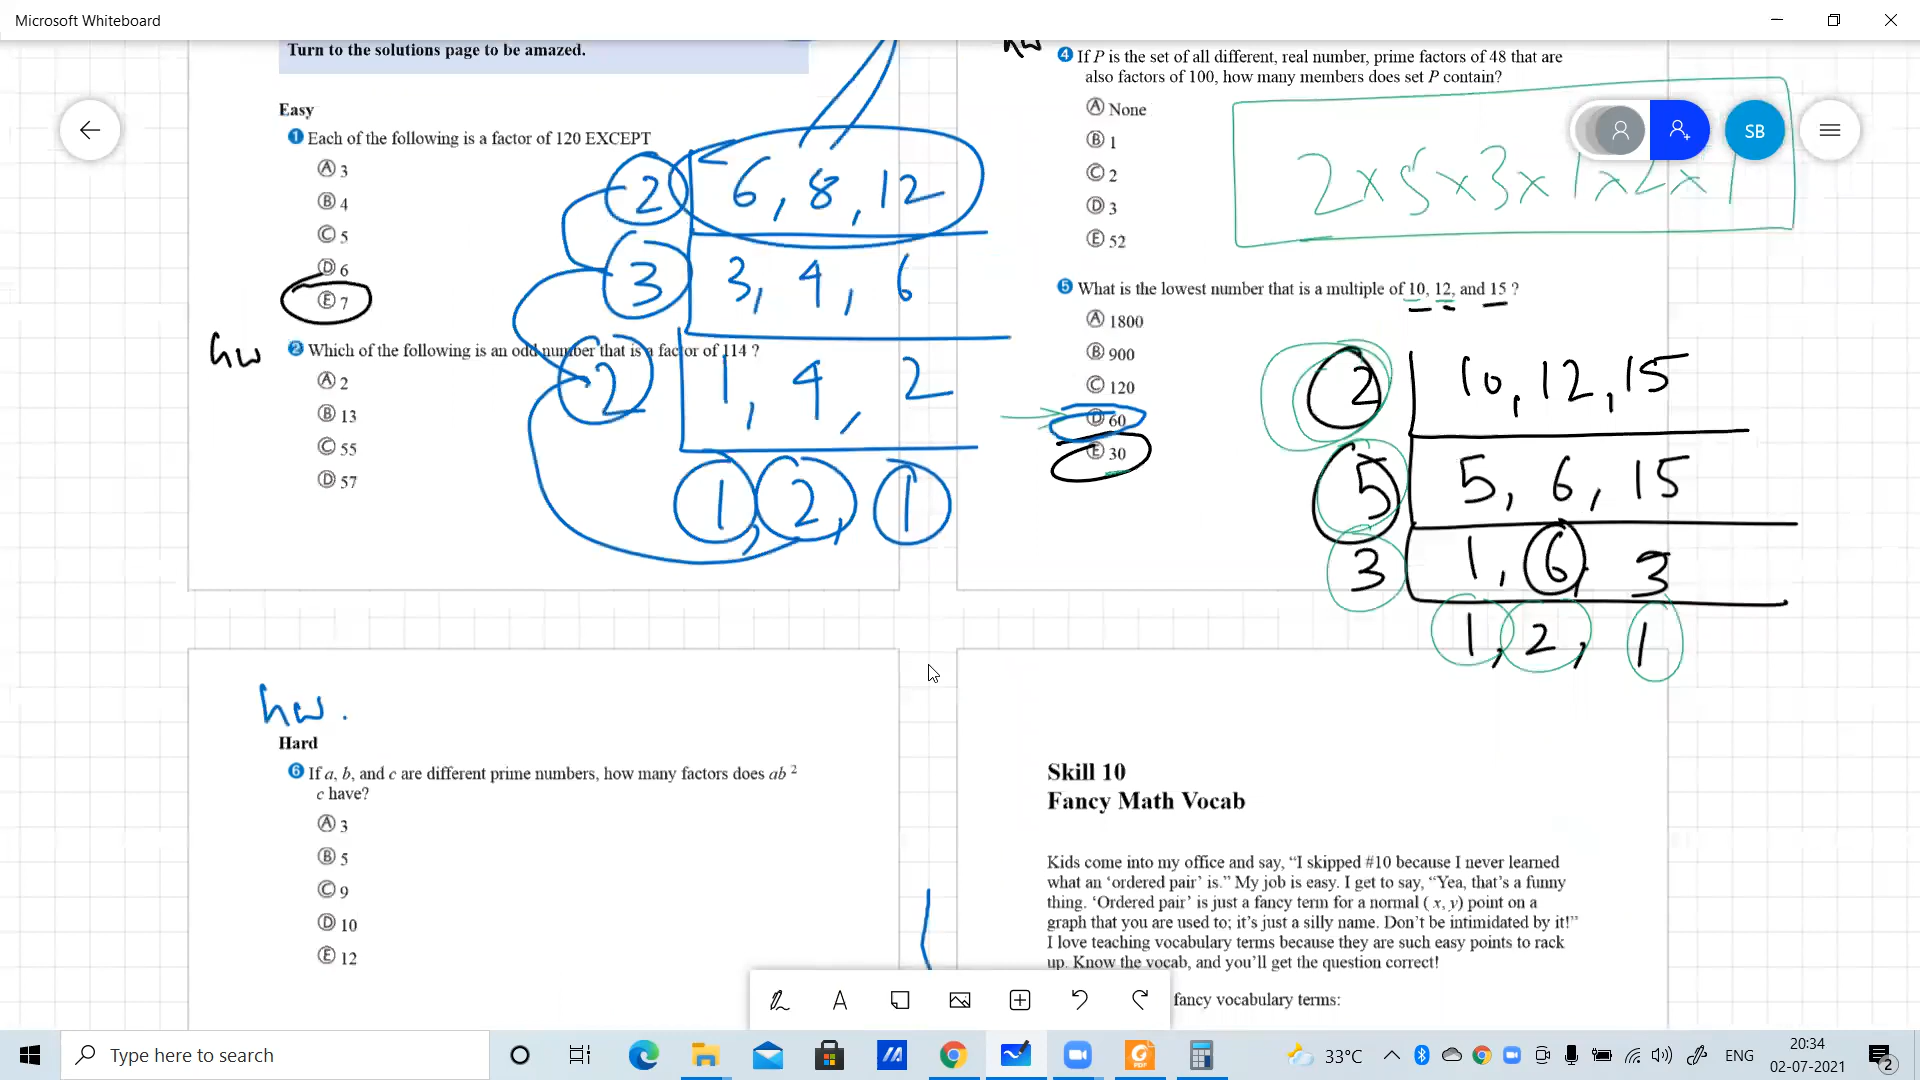 Microsoft Whiteboard
Turn to the solutions page to be amazed.
Easy
1 Each of the following is a factor of 120 EXCEPT
Ⓐ 3
Ⓑ 4
Ⓒ 5
Ⓓ 6
Ⓔ 7
hw
2 Which of the following is an odd number that is a factor of 114 ?
Ⓐ 2
Ⓑ 13
Ⓒ 55
Ⓓ 57
2 6, 8, 12
3 3, 4, 6
2 1, 4, 2
1, 2, 1
hw
4 If P is the set of all different, real number, prime factors of 48 that are
also factors of 100, how many members does set P contain?
Ⓐ None
Ⓑ 1
Ⓒ 2
Ⓓ 3
Ⓔ 52
2 x 5 x 3 x 1 x 2 x 1
SB
5 What is the lowest number that is a multiple of 10, 12, and 15 ?
Ⓐ 1800
Ⓑ 900
Ⓒ 120
Ⓓ 60
Ⓔ 30
2 10, 12, 15
5 5, 6, 15
3 1, 6, 3
1, 2, 1
hw.
Hard
6 If a, b, and c are different prime numbers, how many factors does ab 2
c have?
Ⓐ 3
Ⓑ 5
Ⓒ 9
Ⓓ 10
Ⓔ 12
Skill 10
Fancy Math Vocab
Kids come into my office and say, “I skipped #10 because I never learned
what an ‘ordered pair’ is.” My job is easy. I get to say, “Yea, that’s a funny
thing. ‘Ordered pair’ is just a fancy term for a normal ( x, y) point on a
graph that you are used to; it’s just a silly name. Don’t be intimidated by it!”
I love teaching vocabulary terms because they are such easy points to rack
up. Know the vocab, and you’ll get the question correct!
fancy vocabulary terms:
Type here to search
33°C
ENG
20:34
02-07-2021
2